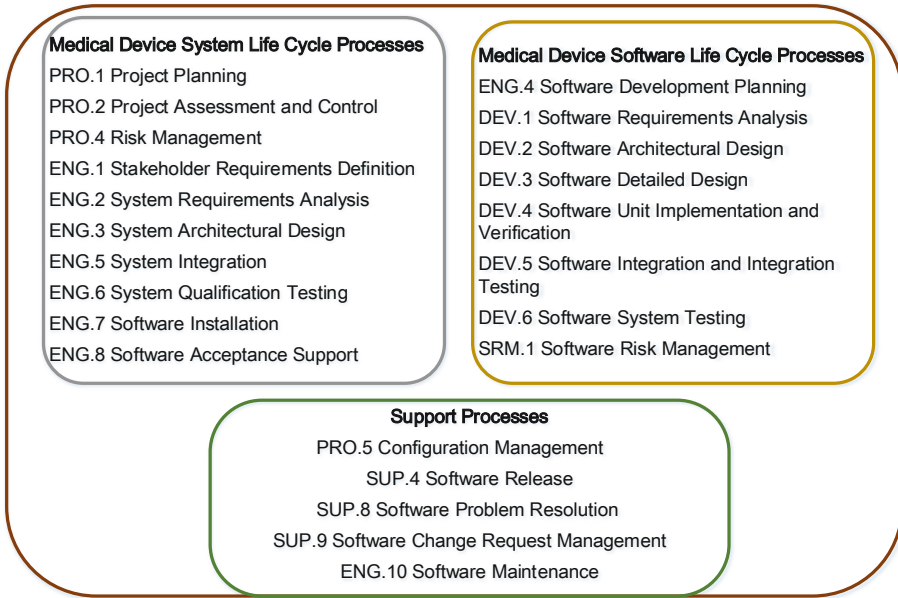 Medical Device System Life Cycle Processes
PRO.1 Project Planning
PRO.2 Project Assessment and Control
PRO.4 Risk Management
ENG.1 Stakeholder Requirements Definition
ENG.2 System Requirements Analysis
ENG.3 System Architectural Design
ENG.5 System Integration
ENG.6 System Qualification Testing
ENG.7 Software Installation
ENG.8 Software Acceptance Support
Medical Device Software Life Cycle Processes
ENG.4 Software Development Planning
DEV.1 Software Requirements Analysis
DEV.2 Software Architectural Design
DEV.3 Software Detailed Design
DEV.4 Software Unit Implementation and
Verification
DEV.5 Software Integration and Integration
Testing
DEV.6 Software System Testing
SRM.1 Software Risk Management
Support Processes
PRO.5 Configuration Management
SUP.4 Software Release
SUP.8 Software Problem Resolution
SUP.9 Software Change Request Management
ENG.10 Software Maintenance